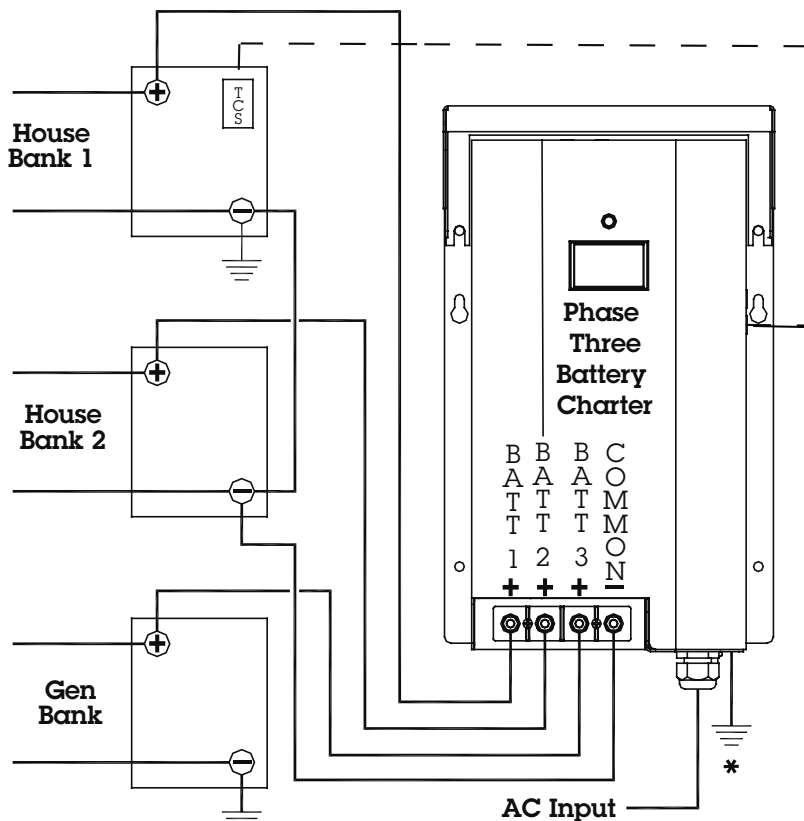 TCS
+
House
Bank 1
−
Phase
Three
Battery
Charter
+
House
Bank 2
−
BATT 1
BATT 2
BATT 3
COMMON
+
+
+
−
+
Gen
Bank
−
*
AC Input